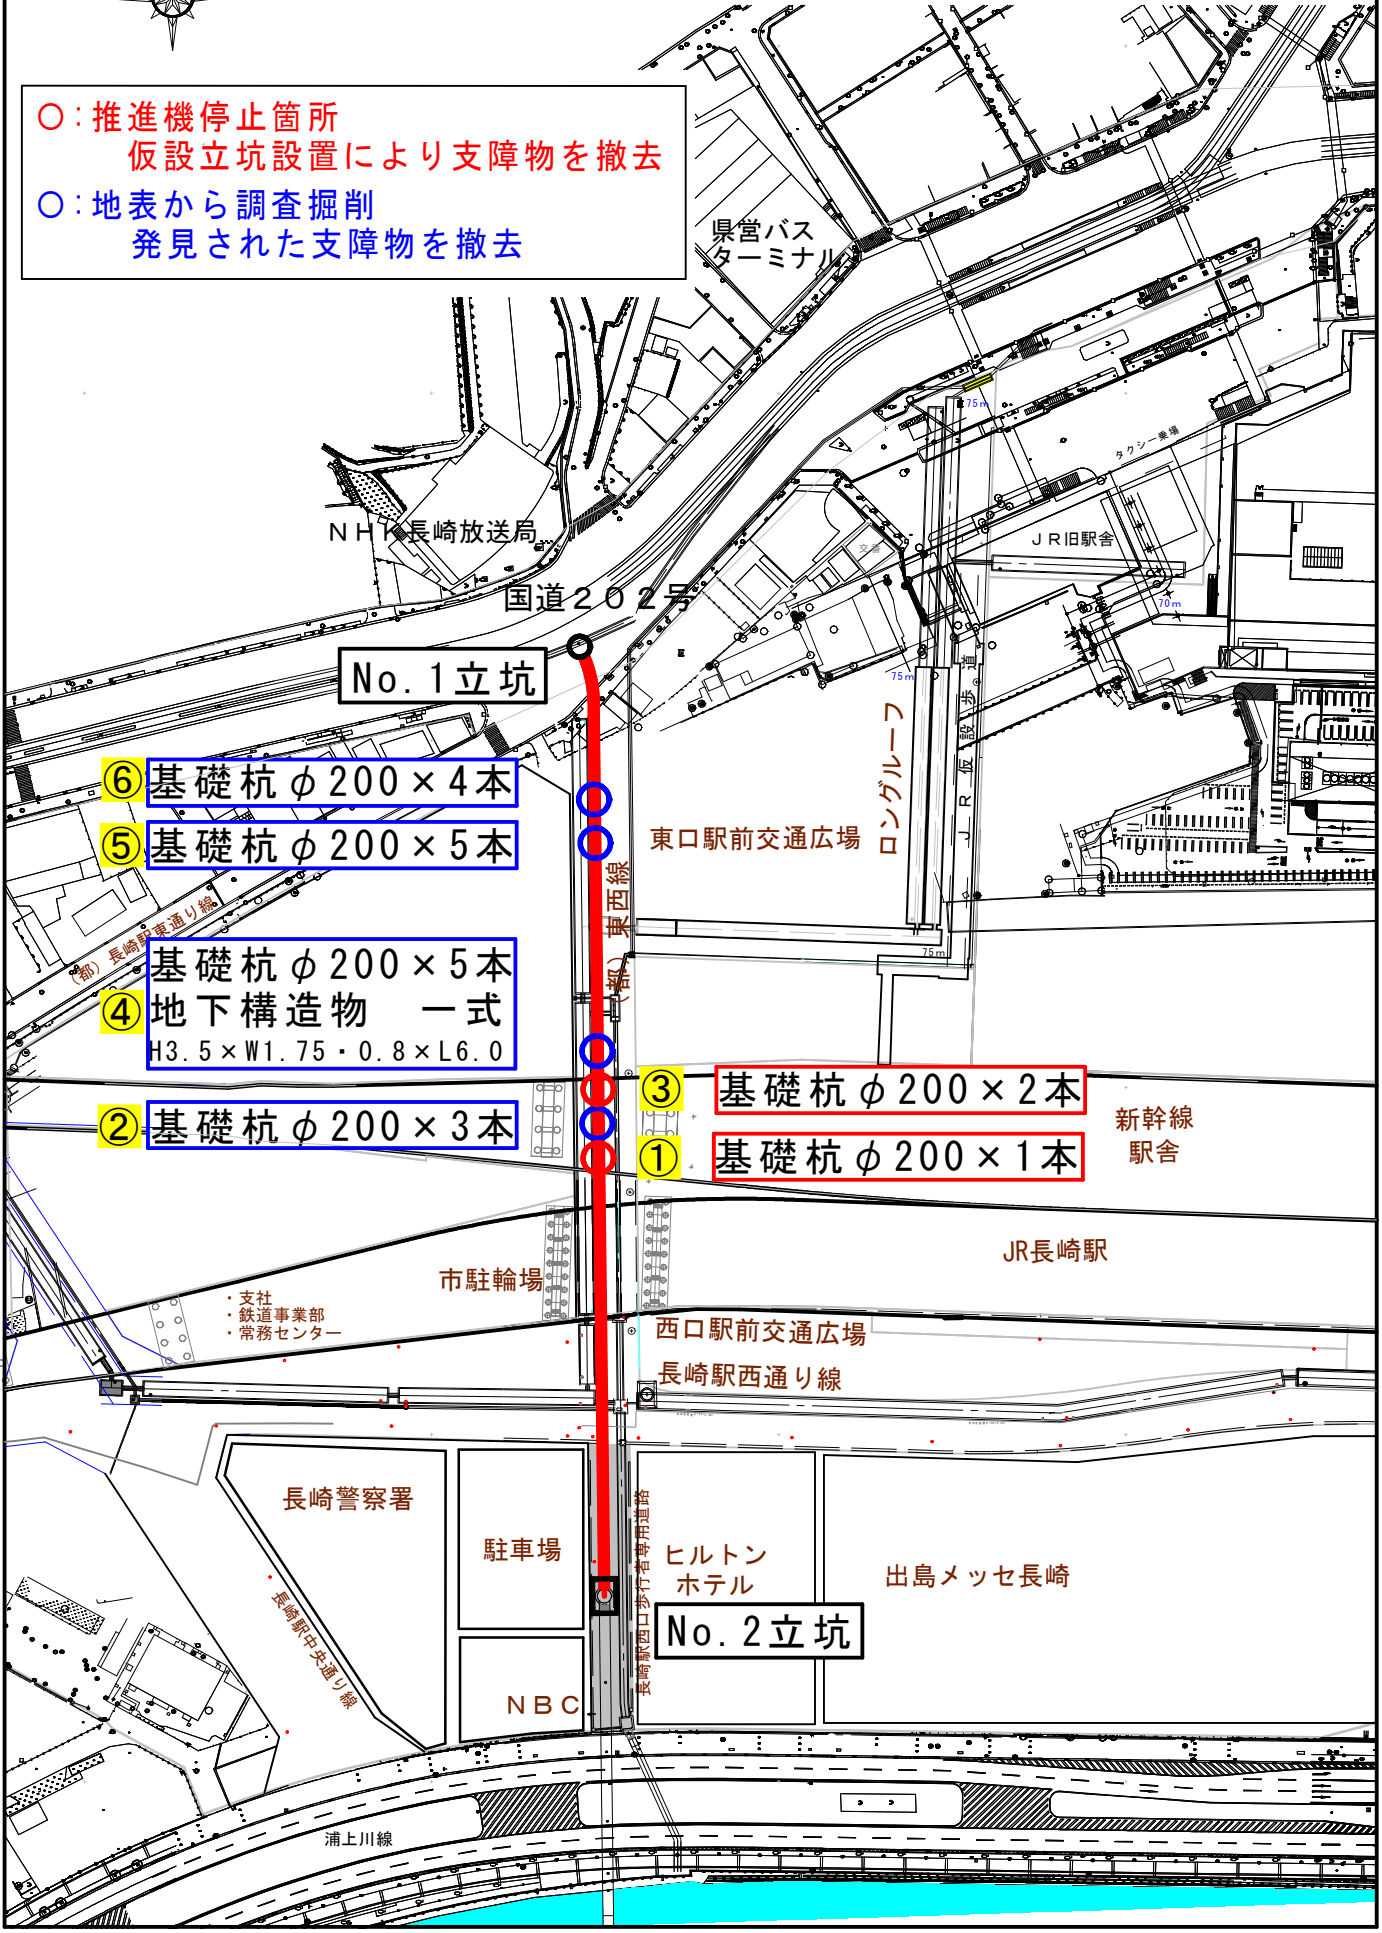 ○:推進機停止箇所
仮設立坑設置により支障物を撤去
○:地表から調査掘削
発見された支障物を撤去
県営バス
ターミナル
75m
タクシー乗場
NHK長崎放送局
JR旧駅舎
交番
国道202号
70m
No.1立坑
75m
JR仮設歩道
ロングルーフ
⑥基礎杭φ200×4本
⑤基礎杭φ200×5本
東口駅前交通広場
(都)東西線
(都)長崎駅東通り線
75m
基礎杭φ200×5本
④地下構造物 一式
H3.5×W1.75・0.8×L6.0
③基礎杭φ200×2本
②基礎杭φ200×3本
新幹線
駅舎
①基礎杭φ200×1本
JR長崎駅
市駐輪場
・支社
・鉄道事業部
・常務センター
西口駅前交通広場
長崎駅西通り線
長崎警察署
駐車場
長崎駅西口歩行者専用道路
ヒルトン
ホテル
出島メッセ長崎
長崎駅中央通り線
No.2立坑
NBC
浦上川線